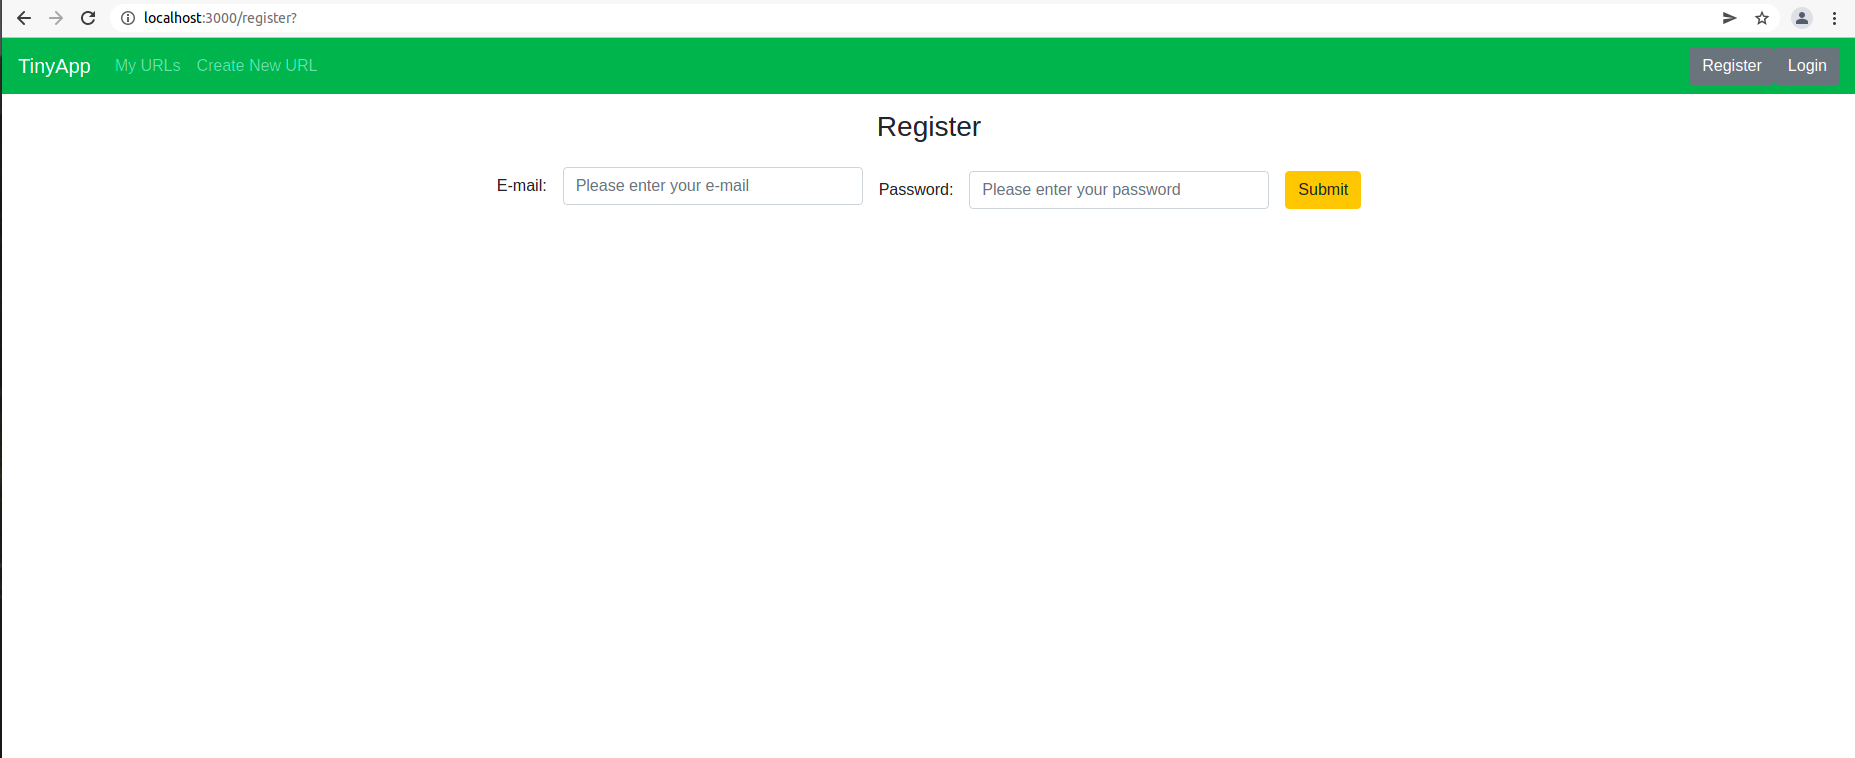 localhost:3000/register?
TinyApp My URLs Create New URL Register Login
Register
E-mail: Please enter your e-mail Password: Please enter your password Submit